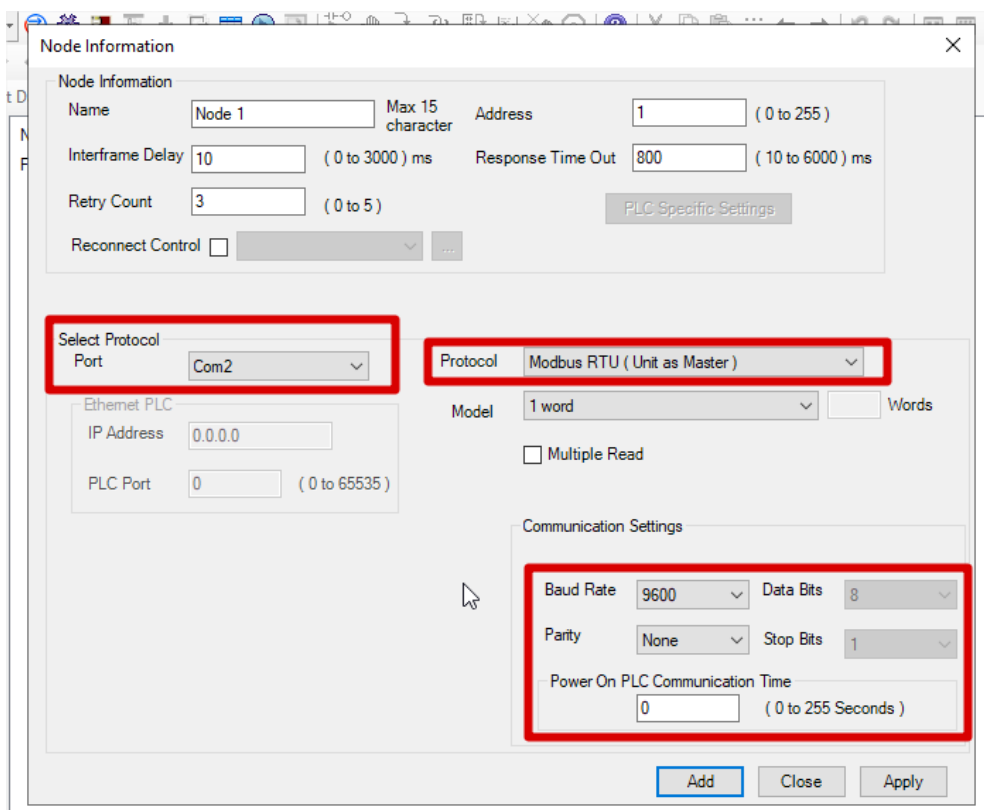 Node Information
Node Information
Name Node 1 Max 15 character Address 1 ( 0 to 255 )
Interframe Delay 10 ( 0 to 3000 ) ms Response Time Out 800 ( 10 to 6000 ) ms
Retry Count 3 ( 0 to 5 ) PLC Specific Settings
Reconnect Control ...
Select Protocol
Port Com2 Protocol Modbus RTU ( Unit as Master )
Ethernet PLC Model 1 word Words
IP Address 0.0.0.0 Multiple Read
PLC Port 0 ( 0 to 65535 )
Communication Settings
Baud Rate 9600 Data Bits 8
Parity None Stop Bits 1
Power On PLC Communication Time
0 ( 0 to 255 Seconds )
Add Close Apply